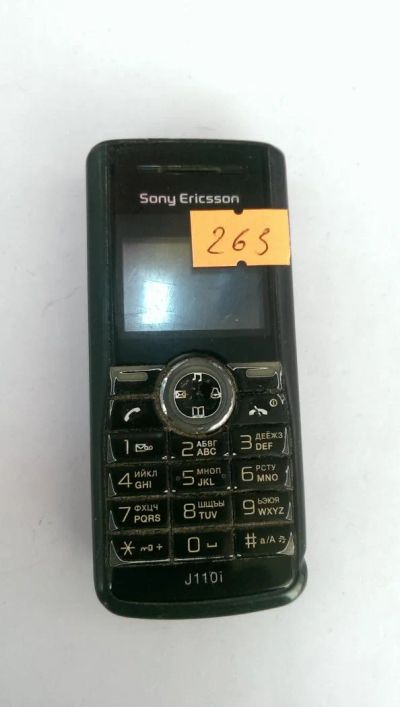 Sony Ericsson
265
1
2 АБВГ ABC
3 ДЕЁЖЗ DEF
4 ИЙКЛ GHI
5 МНОП JKL
6 РСТУ MNO
7 ФХЦЧ PQRS
8 ШЩЪЫ TUV
9 ЬЭЮЯ WXYZ
* +
0
# a/A
J110i